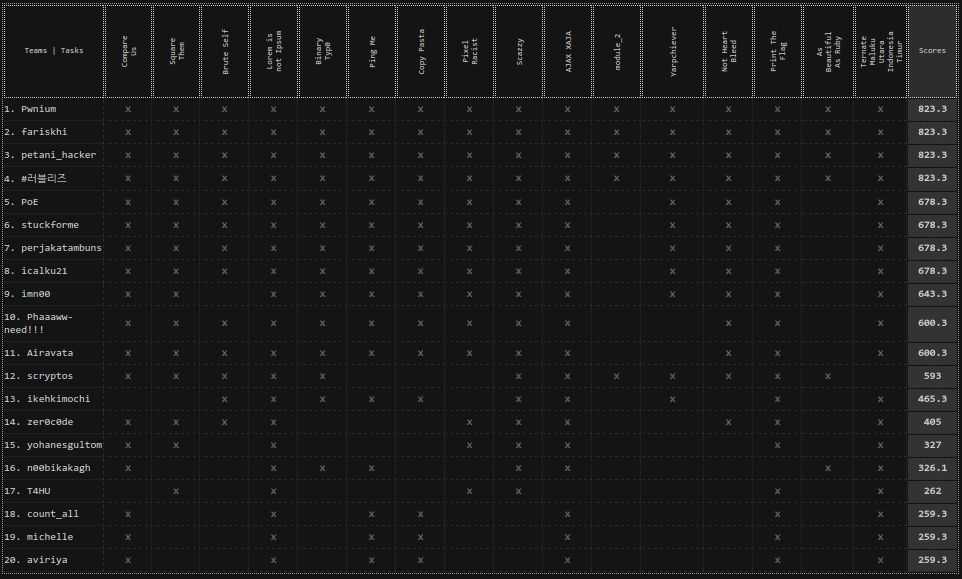 Teams | Tasks
Compare
Us
Square
Them
Brute Self
Lorem is
not Ipsum
Binary
Typ0
Ping Me
Copy Pasta
Pixel
Racist
Scazzy
AJAX XAJA
module_2
Yarpchiever
Not Heart
Bleed
Print The
Flag
As
Beautiful
As Ruby
Ternate
Maluku
Utara
Indonesia
Timur
Scores
1. Pwnium x x x x x x x x x x x x x x x x 823.3
2. fariskhi x x x x x x x x x x x x x x x x 823.3
3. petani_hacker x x x x x x x x x x x x x x x x 823.3
4. #러블리즈 x x x x x x x x x x x x x x x x 823.3
5. PoE x x x x x x x x x x x x x x 678.3
6. stuckforme x x x x x x x x x x x x x x 678.3
7. perjakatambuns x x x x x x x x x x x x x x 678.3
8. icalku21 x x x x x x x x x x x x x x 678.3
9. imn00 x x x x x x x x x x x x x 643.3
10. Phaaaww-
need!!! x x x x x x x x x x x x x 600.3
11. Airavata x x x x x x x x x x x x x 600.3
12. scryptos x x x x x x x x x x x x 593
13. ikehkimochi x x x x x x x x x x 465.3
14. zer0c0de x x x x x x x x x x 405
15. yohanesgultom x x x x x x x x 327
16. n00bikakagh x x x x x x x x 326.1
17. T4HU x x x x x x 262
18. count_all x x x x x x x 259.3
19. michelle x x x x x x x 259.3
20. aviriya x x x x x x x 259.3